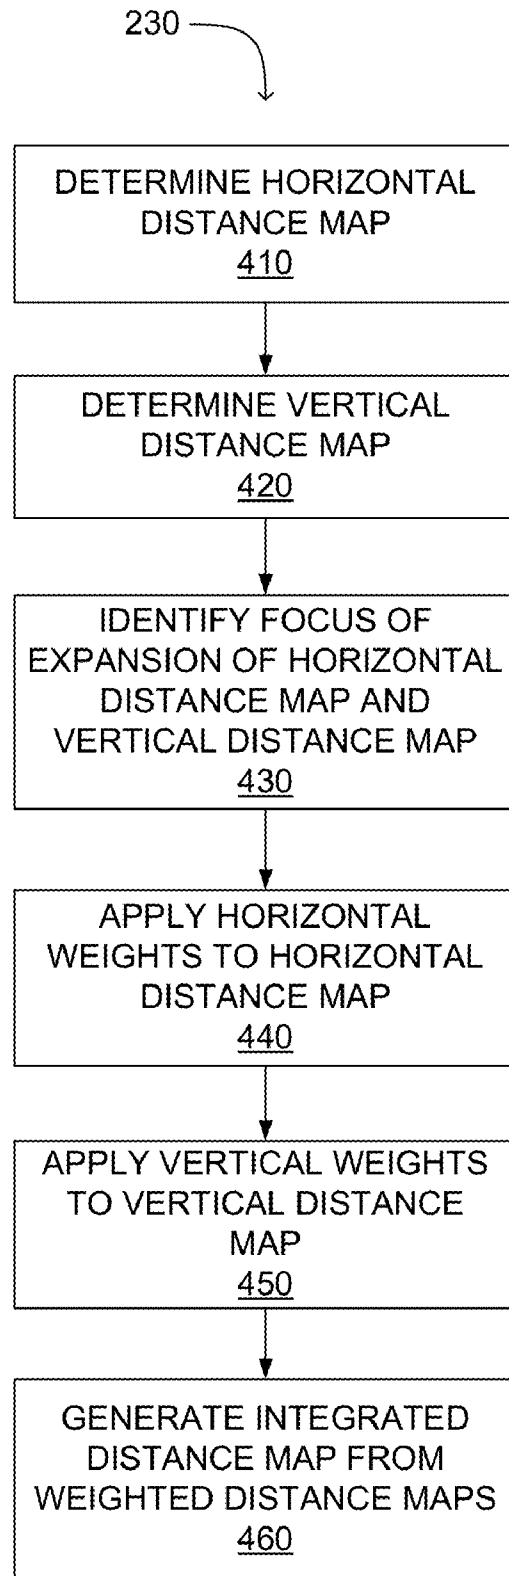 230
DETERMINE HORIZONTAL
DISTANCE MAP
410
DETERMINE VERTICAL
DISTANCE MAP
420
IDENTIFY FOCUS OF
EXPANSION OF HORIZONTAL
DISTANCE MAP AND
VERTICAL DISTANCE MAP
430
APPLY HORIZONTAL
WEIGHTS TO HORIZONTAL
DISTANCE MAP
440
APPLY VERTICAL WEIGHTS
TO VERTICAL DISTANCE
MAP
450
GENERATE INTEGRATED
DISTANCE MAP FROM
WEIGHTED DISTANCE MAPS
460